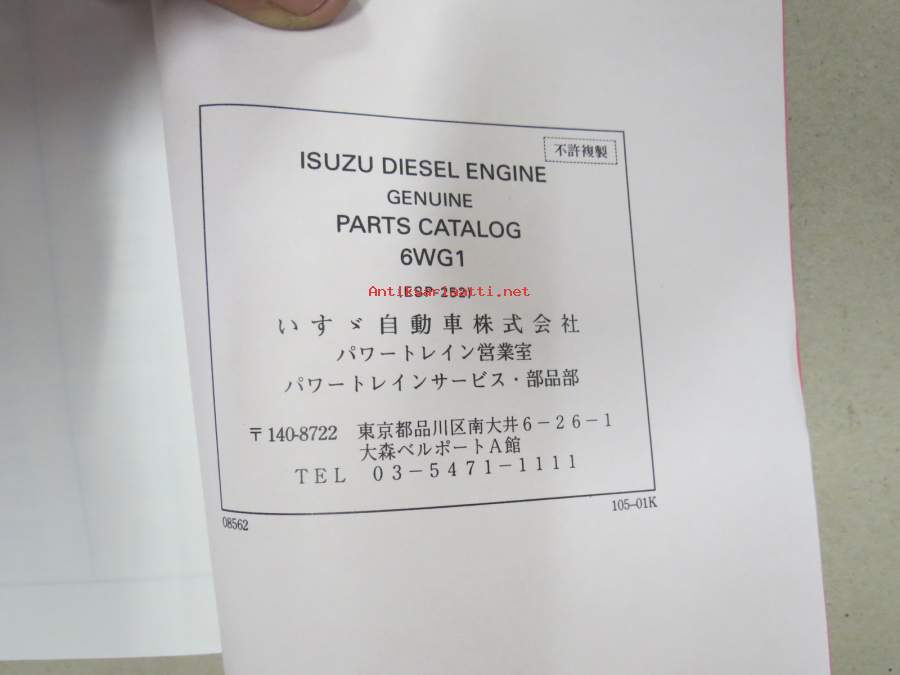 不許複製
ISUZU DIESEL ENGINE
GENUINE
PARTS CATALOG
6WG1
Antiksanaatti.net
いすゞ自動車株式会社
パワートレイン営業室
パワートレインサービス・部品部
〒140-8722 東京都品川区南大井6-26-1
大森ベルポートA館
TEL 03-5471-1111
08562
105-01K